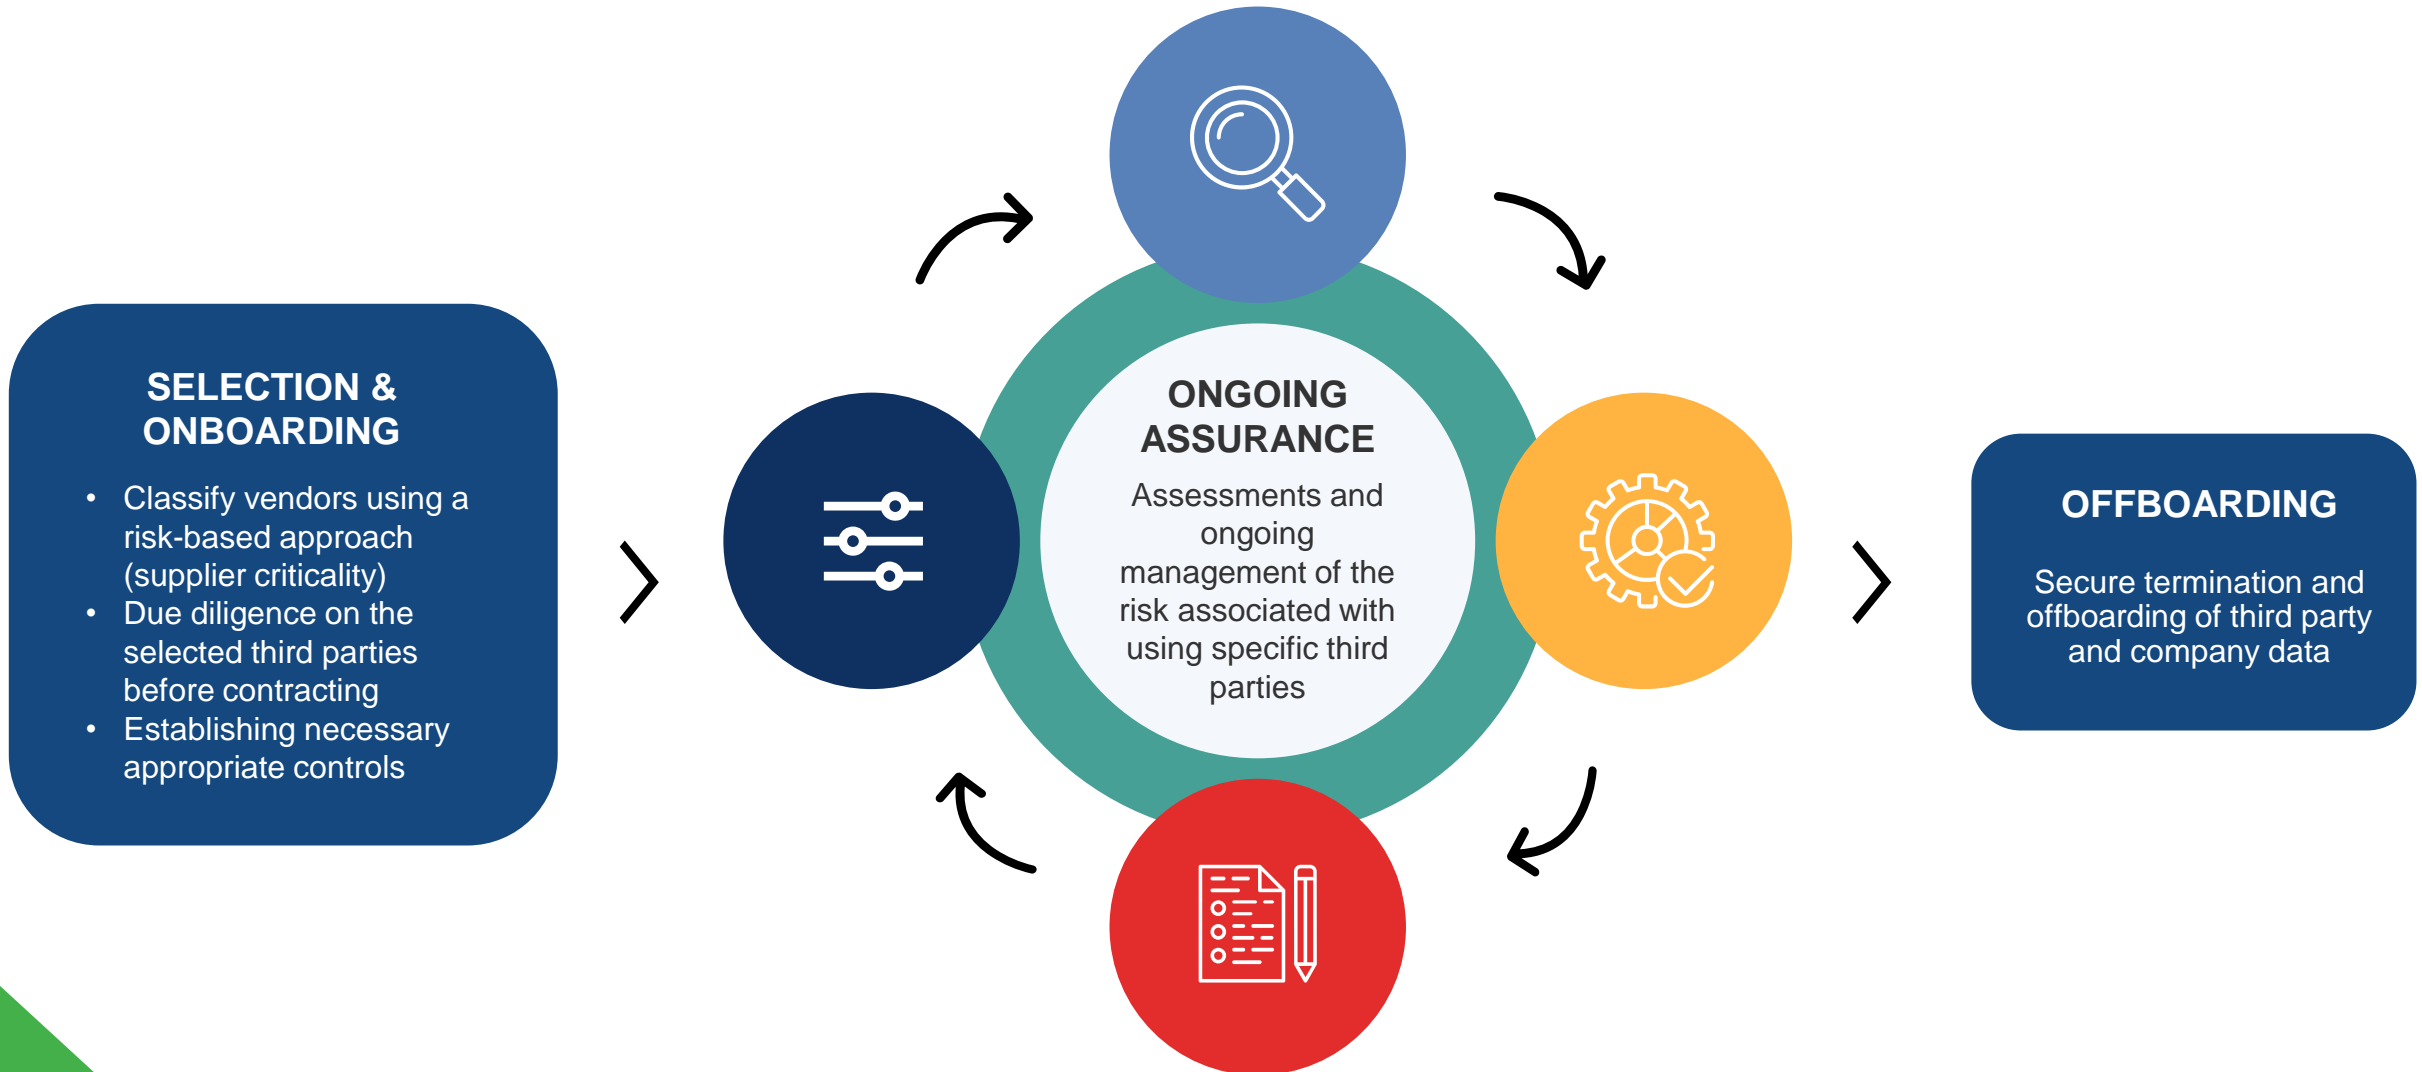 SELECTION &
ONBOARDING
• Classify vendors using a
risk-based approach
(supplier criticality)
• Due diligence on the
selected third parties
before contracting
• Establishing necessary
appropriate controls
ONGOING
ASSURANCE
Assessments and
ongoing
management of the
risk associated with
using specific third
parties
OFFBOARDING
Secure termination and
offboarding of third party
and company data